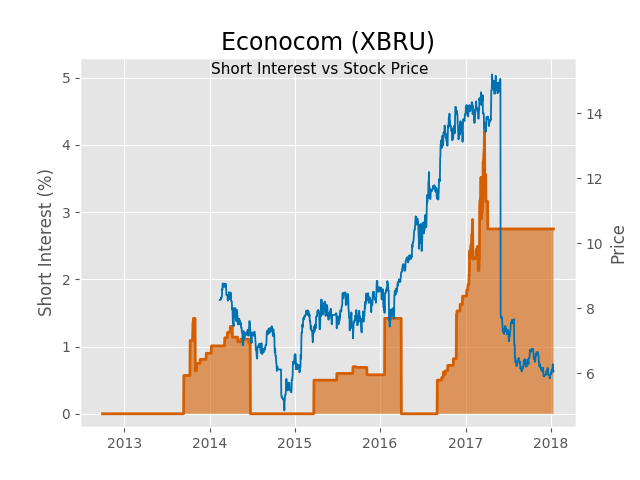 Econocom (XBRU)
Short Interest vs Stock Price
Short Interest (%)
5
4
3
2
1
0
14
12
10
8
6
Price
2013 2014 2015 2016 2017 2018